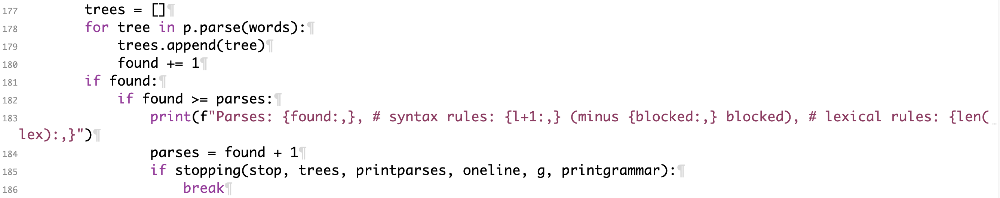 177 trees = []¶
178 for tree in p.parse(words):¶
179 trees.append(tree)¶
180 found += 1¶
181 if found:¶
182 if found >= parses:¶
183 print(f"Parses: {found:,}, # syntax rules: {l+1:,} (minus {blocked:,} blocked), # lexical rules: {len(
lex):,}")¶
184 parses = found + 1¶
185 if stopping(stop, trees, printparses, oneline, g, printgrammar):¶
186 break¶